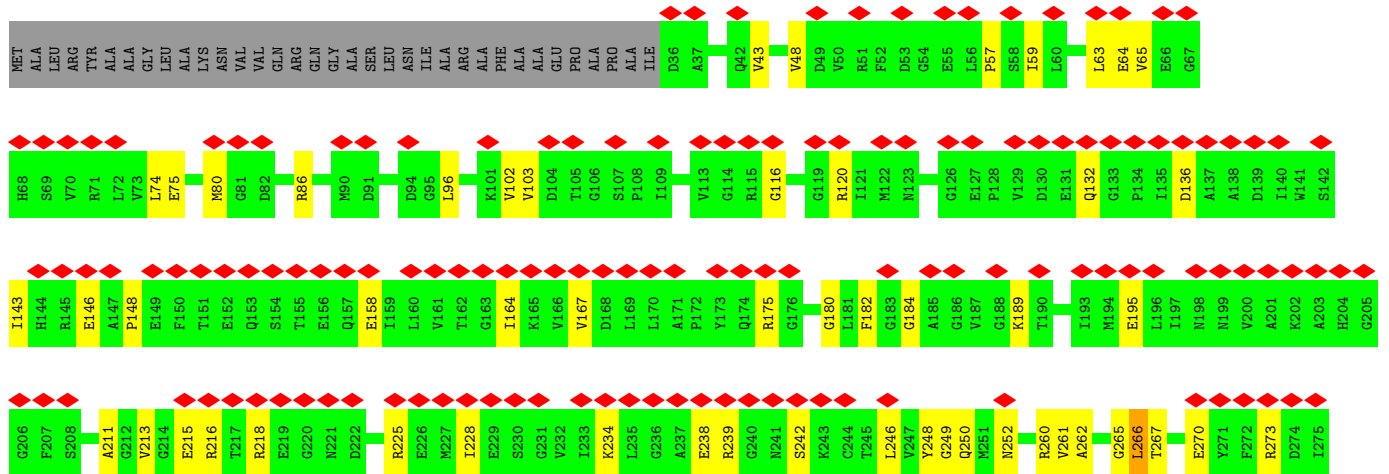 MET ALA LEU ARG TYR ALA ALA GLY LEU LEU ALA LYS ASN VAL VAL GLN ARG GLN GLY ALA SER LEU ASN ILE ALA ARG ALA PHE ALA ALA GLU PRO ALA PRO ALA ILE D36 A37 Q42 V43 V48 D49 V50 R51 F52 D53 G54 E55 L56 P57 S58 I59 L60 L63 E64 V65 E66 G67
H68 S69 V70 R71 L72 V73 L74 E75 M80 G81 D82 R86 M90 D91 D94 G95 L96 K101 V102 V103 D104 T105 G106 S107 P108 I109 V113 G114 R115 G116 G119 R120 I121 M122 N123 G126 E127 P128 V129 D130 E131 Q132 G133 P134 I135 D136 A137 A138 D139 I140 W141 S142
I143 H144 R145 E146 A147 P148 E149 F150 T151 E152 Q153 S154 T155 E156 Q157 E158 I159 L160 V161 T162 G163 I164 K165 V166 V167 D168 L169 L170 A171 P172 Y173 Q174 R175 G176 G180 L181 F182 G183 G184 A185 G186 V187 G188 K189 T190 I193 M194 E195 L196 I197 N198 N199 V200 A201 K202 A203 H204 G205
G206 F207 S208 A211 G212 V213 G214 E215 R216 T217 R218 E219 G220 N221 D222 R225 E226 M227 I228 E229 S230 G231 V232 I233 K234 L235 G236 A237 E238 R239 G240 N241 S242 K243 C244 T245 L246 V247 Y248 G249 Q250 M251 N252 R260 V261 A262 G265 L266 T267 E270 Y271 F272 R273 D274 I275